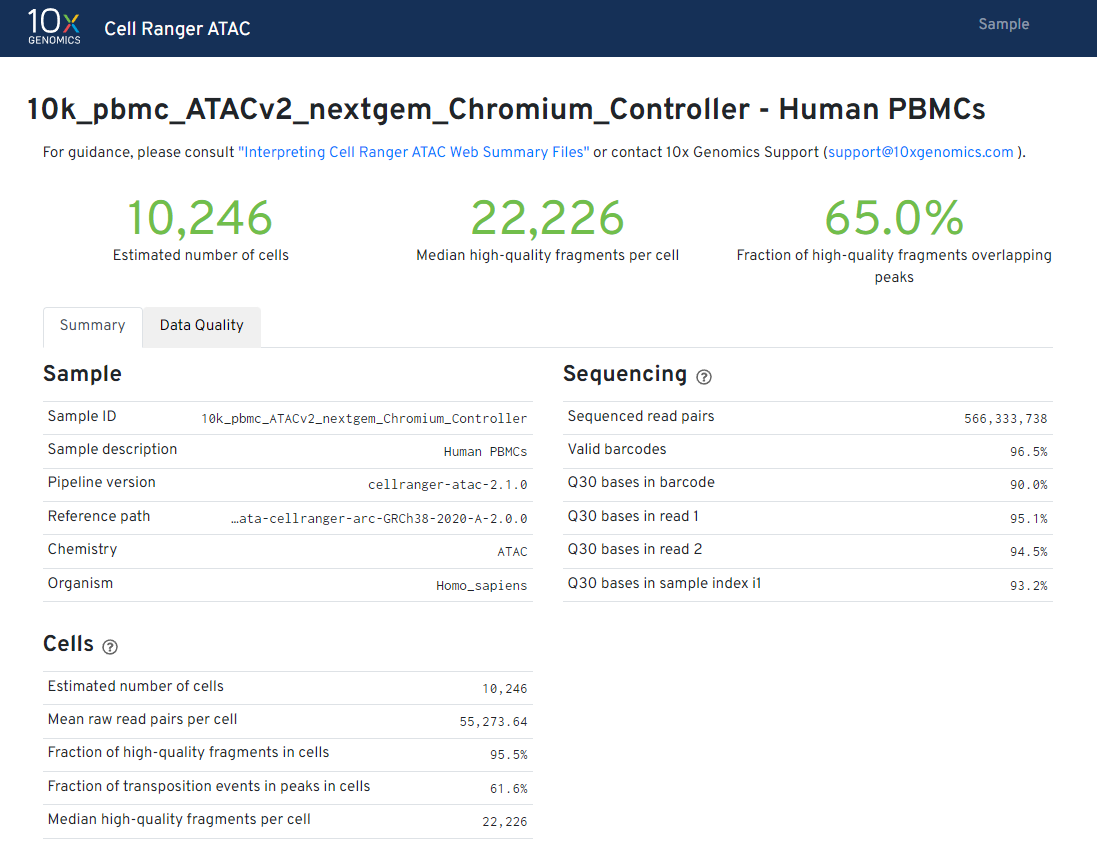 10x
GENOMICS
Cell Ranger ATAC
Sample
10k_pbmc_ATACv2_nextgem_Chromium_Controller - Human PBMCs
For guidance, please consult "Interpreting Cell Ranger ATAC Web Summary Files" or contact 10x Genomics Support (support@10xgenomics.com ).
10,246
Estimated number of cells
22,226
Median high-quality fragments per cell
65.0%
Fraction of high-quality fragments overlapping
peaks
Summary
Data Quality
Sample
Sample ID 10k_pbmc_ATACv2_nextgem_Chromium_Controller
Sample description Human PBMCs
Pipeline version cellranger-atac-2.1.0
Reference path …ata-cellranger-arc-GRCh38-2020-A-2.0.0
Chemistry ATAC
Organism Homo_sapiens
Sequencing ?
Sequenced read pairs 566,333,738
Valid barcodes 96.5%
Q30 bases in barcode 90.0%
Q30 bases in read 1 95.1%
Q30 bases in read 2 94.5%
Q30 bases in sample index i1 93.2%
Cells ?
Estimated number of cells 10,246
Mean raw read pairs per cell 55,273.64
Fraction of high-quality fragments in cells 95.5%
Fraction of transposition events in peaks in cells 61.6%
Median high-quality fragments per cell 22,226